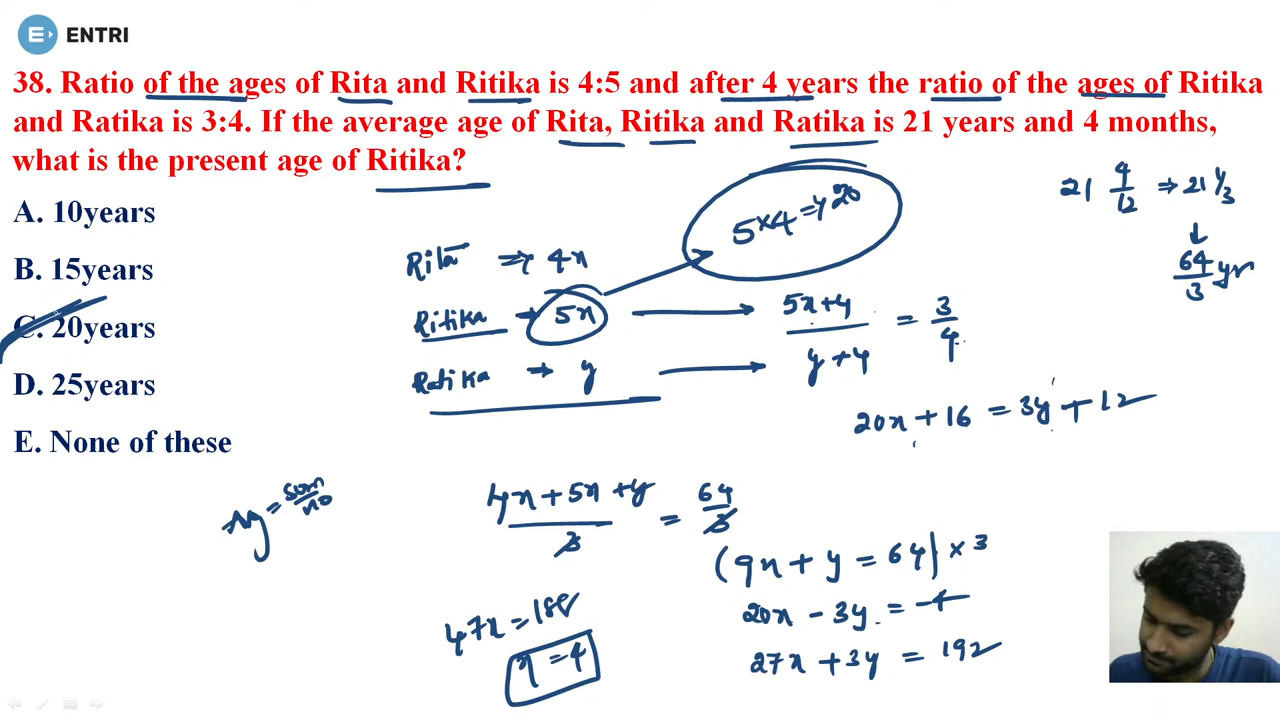 ENTRI
38. Ratio of the ages of Rita and Ritika is 4:5 and after 4 years the ratio of the ages of Ritika
and Ratika is 3:4. If the average age of Rita, Ritika and Ratika is 21 years and 4 months,
what is the present age of Ritika?
A. 10years
B. 15years
C. 20years
D. 25years
E. None of these
21 4/12 ⇒ 21 1/3
↓
64/3 yr
5×4 ⇒ 20
Rita ⇒ 4x
Ritika → 5x → 5x+4/y+4 = 3/4
Ratika → y →
20x + 16 = 3y + 12
Avg = sum/no
4x + 5x + y/3 = 64/3
(9x + y = 64) × 3
20x - 3y = -4
27x + 3y = 192
47x = 188
x = 4